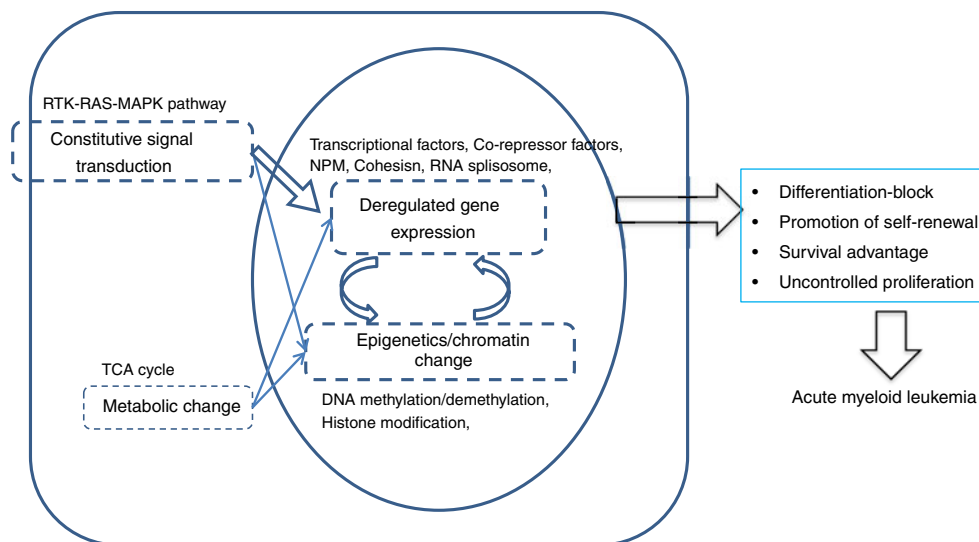 RTK-RAS-MAPK pathway
Constitutive signal
transduction
Transcriptional factors, Co-repressor factors,
NPM, Cohesisn, RNA splisosome,
Deregulated gene
expression
Epigenetics/chromatin
change
DNA methylation/demethylation,
Histone modification,
TCA cycle
Metabolic change
• Differentiation-block
• Promotion of self-renewal
• Survival advantage
• Uncontrolled proliferation
Acute myeloid leukemia